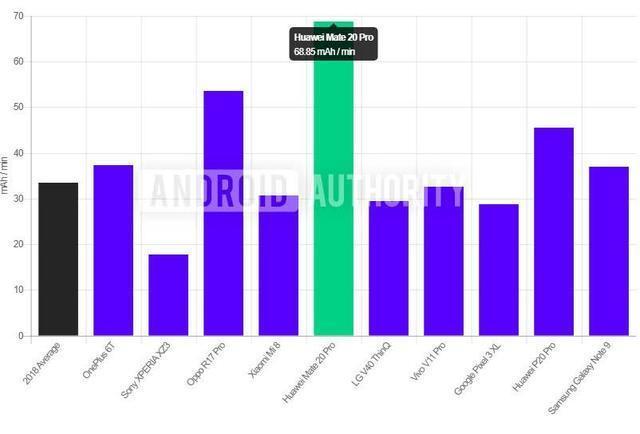 70
60
50
40
30
20
10
0
mAh / min
Huawei Mate 20 Pro
68.85 mAh / min
ANDROID AUTHORITY
2018 Average
OnePlus 6T
Sony XPERIA XZ3
Oppo R17 Pro
Xiaomi Mi 8
Huawei Mate 20 Pro
LG V40 ThinQ
Vivo V11 Pro
Google Pixel 3 XL
Huawei P20 Pro
Samsung Galaxy Note 9